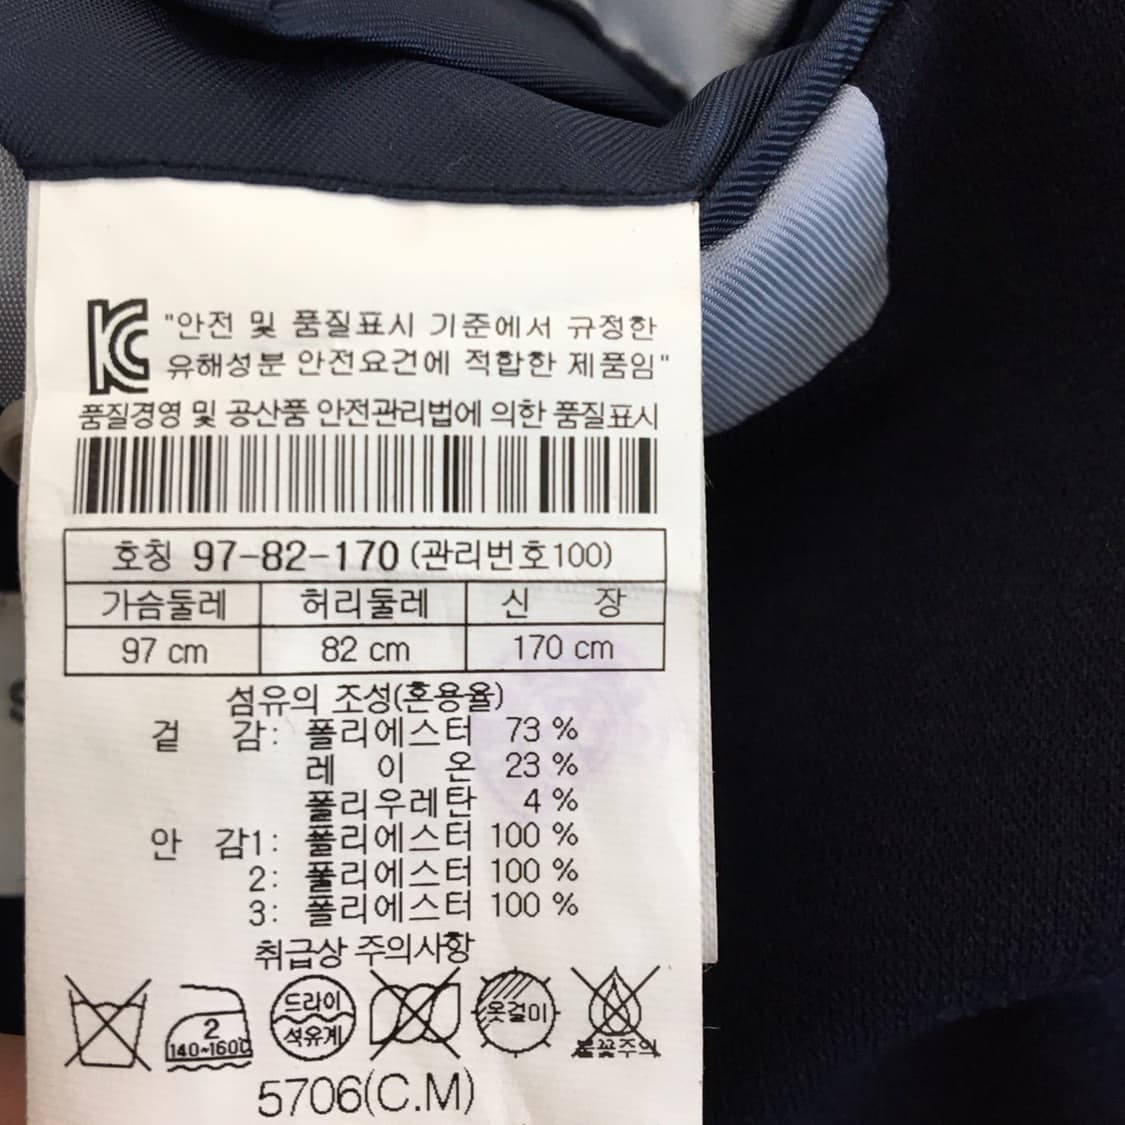 KC "안전 및 품질표시 기준에서 규정한
유해성분 안전요건에 적합한 제품임"
품질경영 및 공산품 안전관리법에 의한 품질표시
호칭 97-82-170 (관리번호100)
가슴둘레 허리둘레 신 장
97 cm 82 cm 170 cm
섬유의 조성(혼용율)
겉 감: 폴리에스터 73 %
레 이 온 23 %
폴리우레탄 4 %
안 감1: 폴리에스터 100 %
2: 폴리에스터 100 %
3: 폴리에스터 100 %
취급상 주의사항
2
140~160℃
드라이
석유계
옷걸이
불꽃주의
5706(C.M)